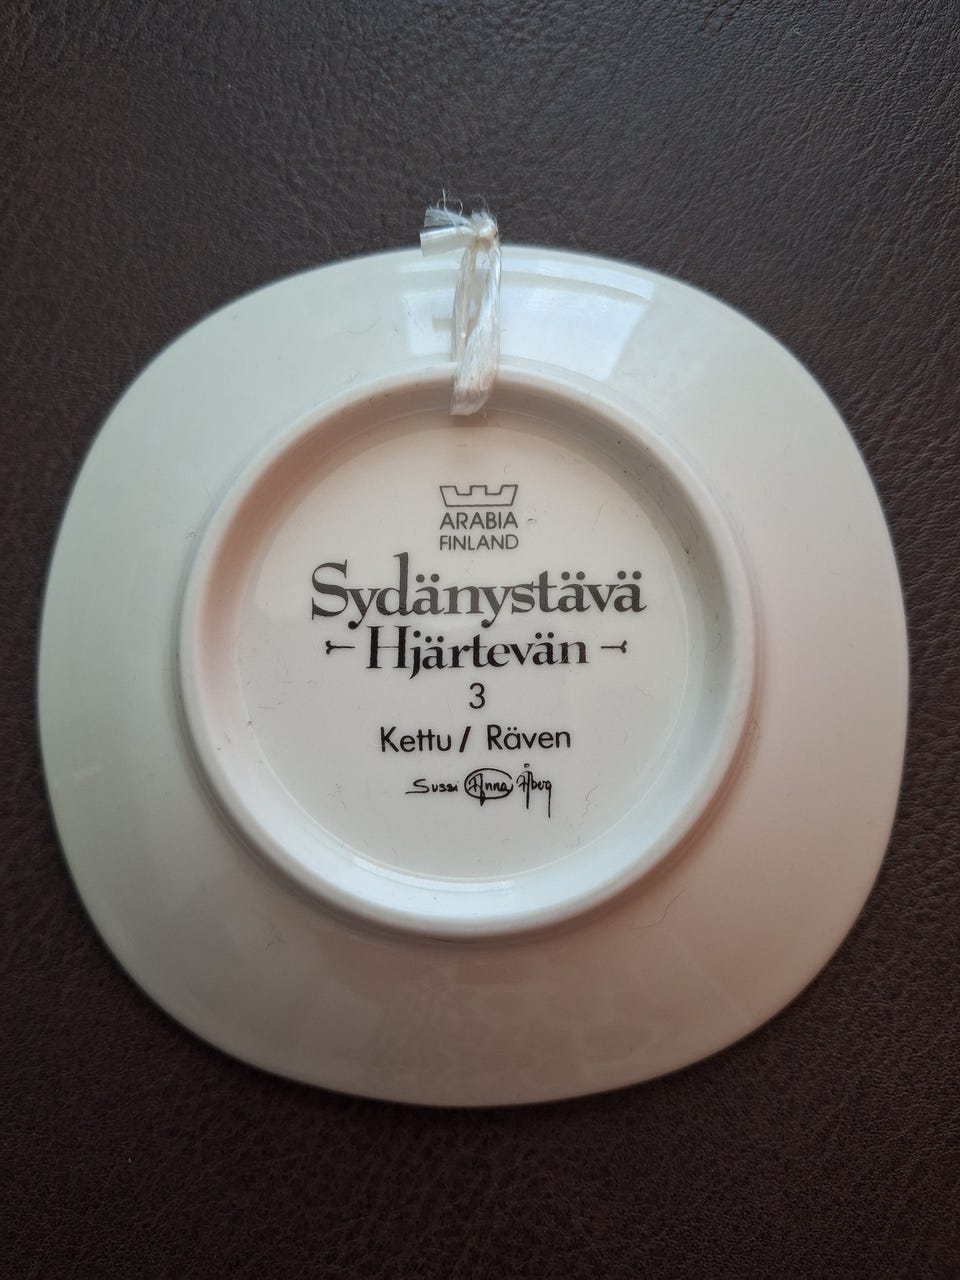 ARABIA
FINLAND
Sydänystävä
Hjärtevän
3
Kettu / Räven
Sussi Anna Åberg